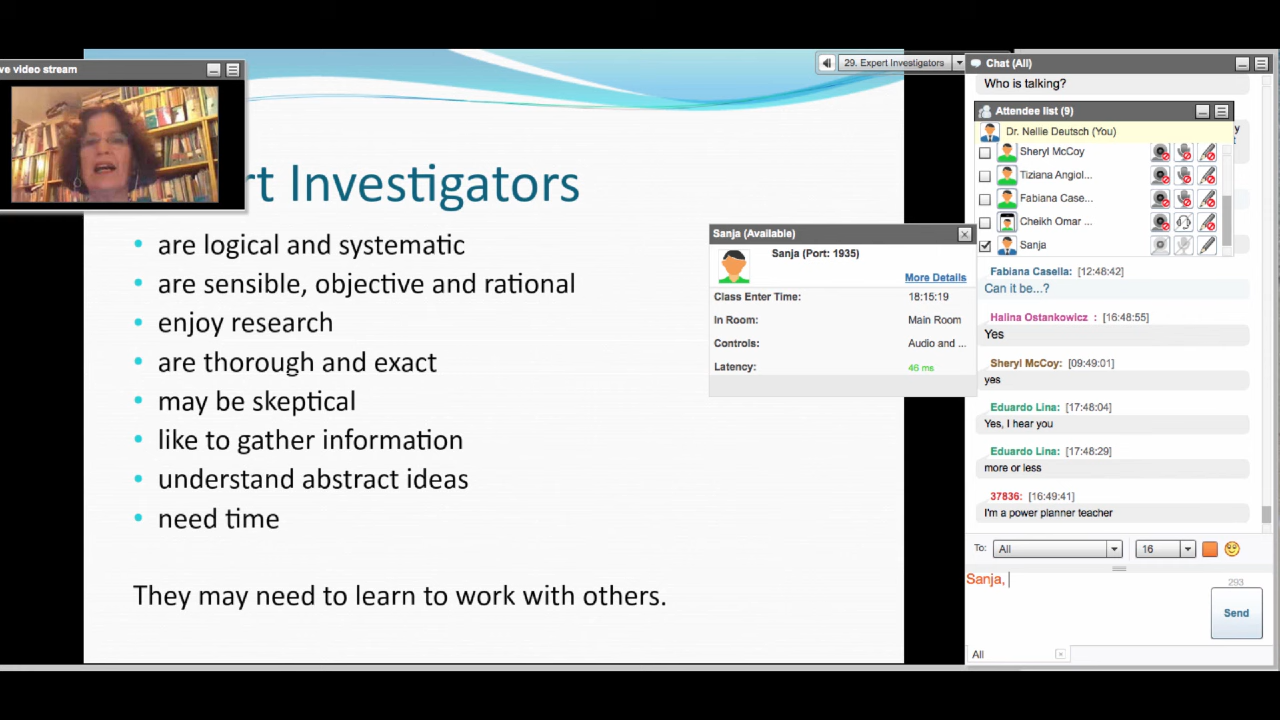 ve video stream
rt Investigators
• are logical and systematic
• are sensible, objective and rational
• enjoy research
• are thorough and exact
• may be skeptical
• like to gather information
• understand abstract ideas
• need time
They may need to learn to work with others.
29. Expert Investigators
Sanja (Available)
Sanja (Port: 1935)
More Details
Class Enter Time: 18:15:19
In Room: Main Room
Controls: Audio and ...
Latency: 46 ms
Chat (All)
Who is talking?
Attendee list (9)
Dr. Nellie Deutsch (You)
Sheryl McCoy
Tiziana Angiol...
Fabiana Case...
Cheikh Omar ...
Sanja
Fabiana Casella: [12:48:42]
Can it be...?
Halina Ostankowicz : [16:48:55]
Yes
Sheryl McCoy: [09:49:01]
yes
Eduardo Lina: [17:48:04]
Yes, I hear you
Eduardo Lina: [17:48:29]
more or less
37836: [16:49:41]
I'm a power planner teacher
To: All 16
Sanja,
293
Send
All